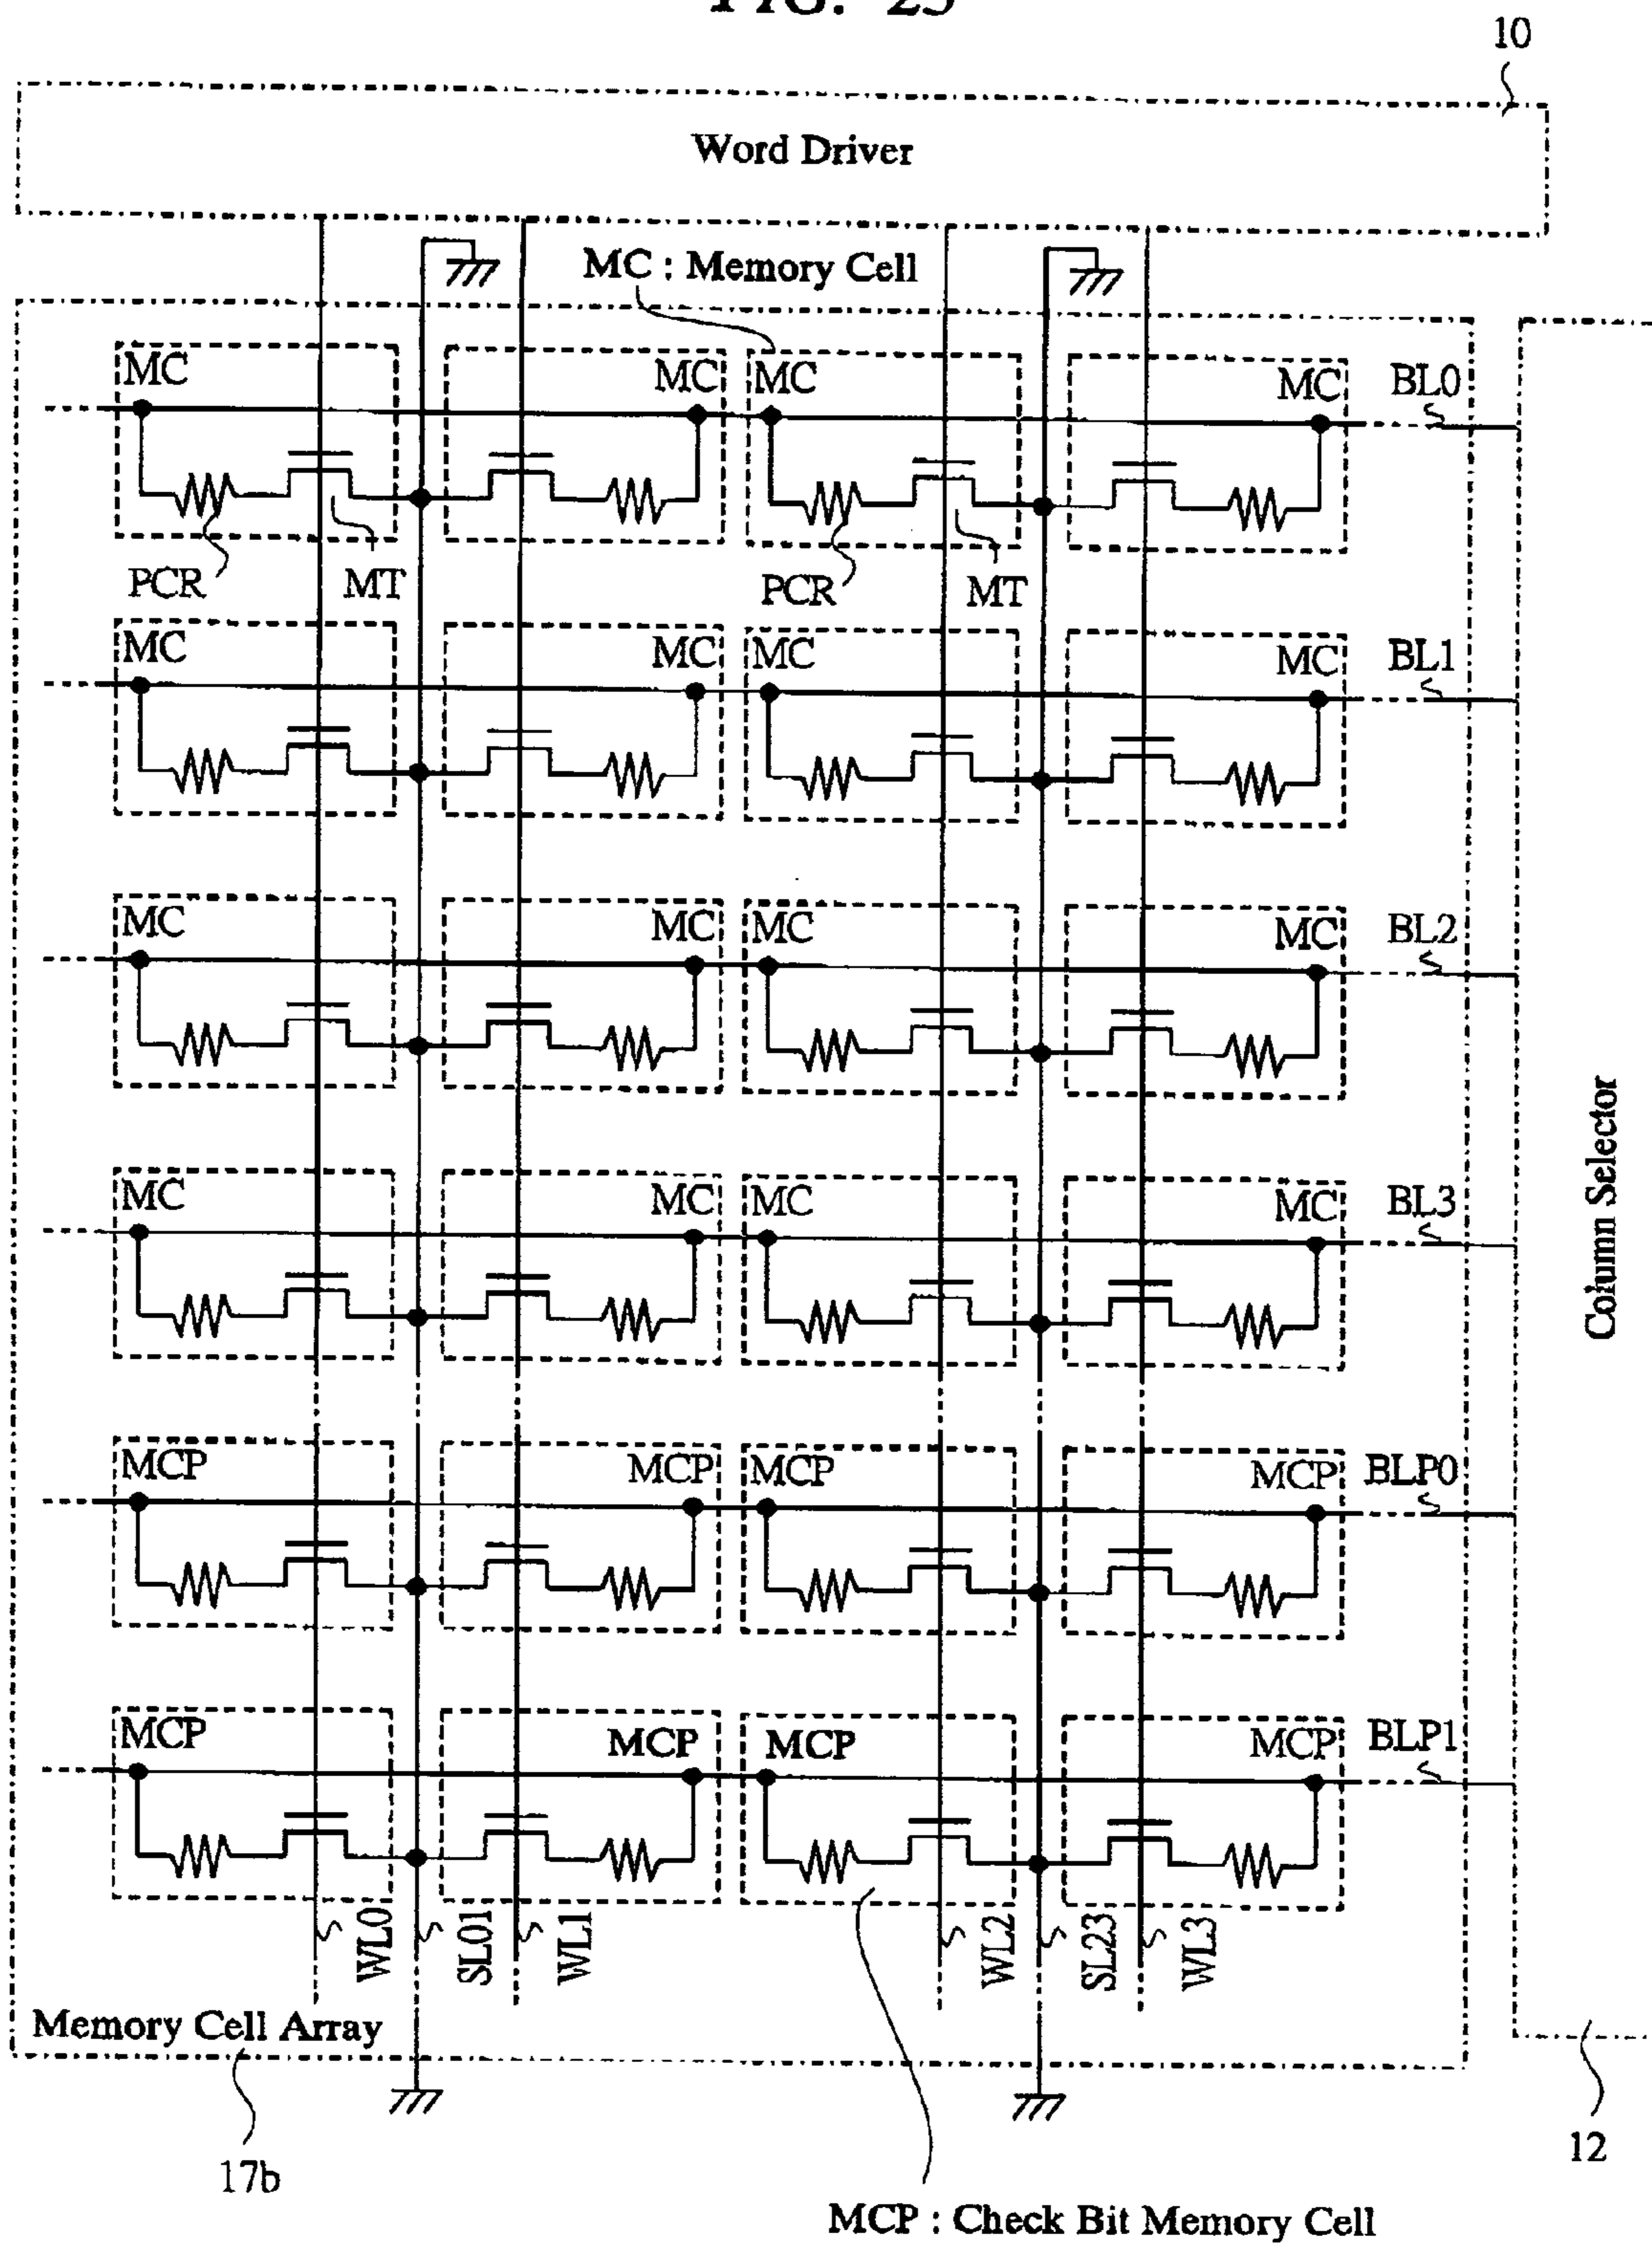 FIG. 23
10
Word Driver
MC : Memory Cell
MC MC MC MC BL0
PCR MT PCR MT
MC MC MC MC BL1
MC MC MC MC BL2
MC MC MC MC BL3
Column Selector
MCP MCP MCP MCP BLP0
MCP MCP MCP MCP BLP1
WL0 SL01 WL1 WL2 SL23 WL3
Memory Cell Array
17b
12
MCP : Check Bit Memory Cell